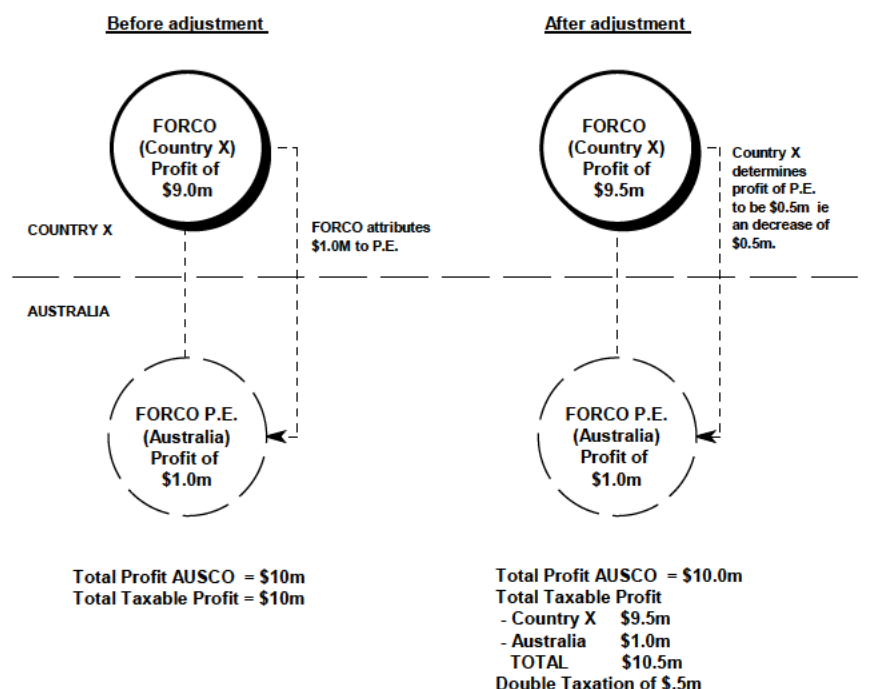 Before adjustment
After adjustment
FORCO
(Country X)
Profit of
$9.0m
FORCO attributes
$1.0M to P.E.
COUNTRY X
AUSTRALIA
FORCO P.E.
(Australia)
Profit of
$1.0m
Total Profit AUSCO = $10m
Total Taxable Profit = $10m
FORCO
(Country X)
Profit of
$9.5m
Country X
determines
profit of P.E.
to be $0.5m ie
an decrease of
$0.5m.
FORCO P.E.
(Australia)
Profit of
$1.0m
Total Profit AUSCO = $10.0m
Total Taxable Profit
- Country X $9.5m
- Australia $1.0m
TOTAL $10.5m
Double Taxation of $.5m